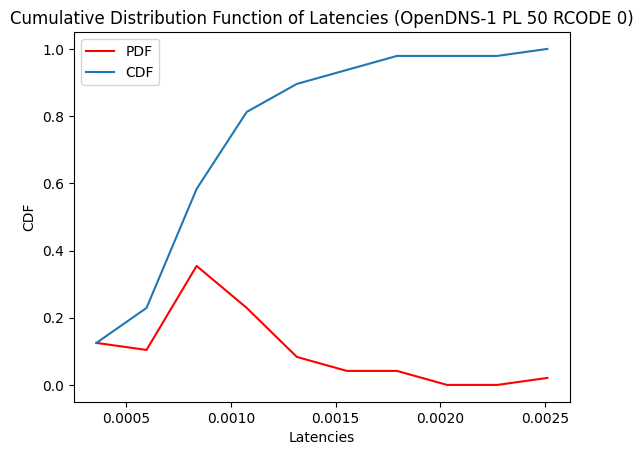 Cumulative Distribution Function of Latencies (OpenDNS-1 PL 50 RCODE 0)
PDF
CDF
CDF
1.0
0.8
0.6
0.4
0.2
0.0
0.0005 0.0010 0.0015 0.0020 0.0025
Latencies